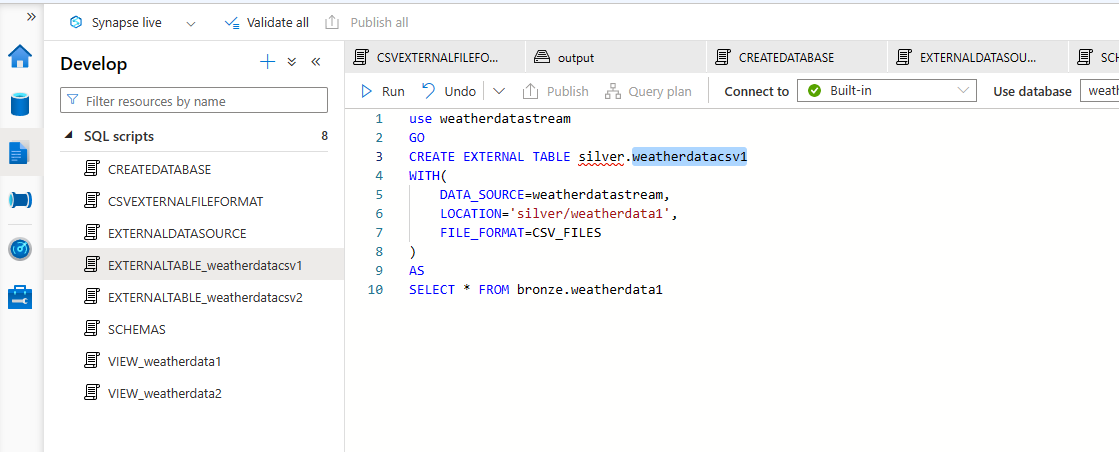 »
Synapse live
Validate all
Publish all
Develop
«
Filter resources by name
SQL scripts
8
CREATEDATABASE
CSVEXTERNALFILEFORMAT
EXTERNALDATASOURCE
EXTERNALTABLE_weatherdatacsv1
EXTERNALTABLE_weatherdatacsv2
SCHEMAS
VIEW_weatherdata1
VIEW_weatherdata2
CSVEXTERNALFILEFO...
output
CREATEDATABASE
EXTERNALDATASOU...
SCH
Run
Undo
Publish
Query plan
Connect to
Built-in
Use database
weath
1 use weatherdatastream
2 GO
3 CREATE EXTERNAL TABLE silver.weatherdatacsv1
4 WITH(
5 DATA_SOURCE=weatherdatastream,
6 LOCATION='silver/weatherdata1',
7 FILE_FORMAT=CSV_FILES
8 )
9 AS
10 SELECT * FROM bronze.weatherdata1